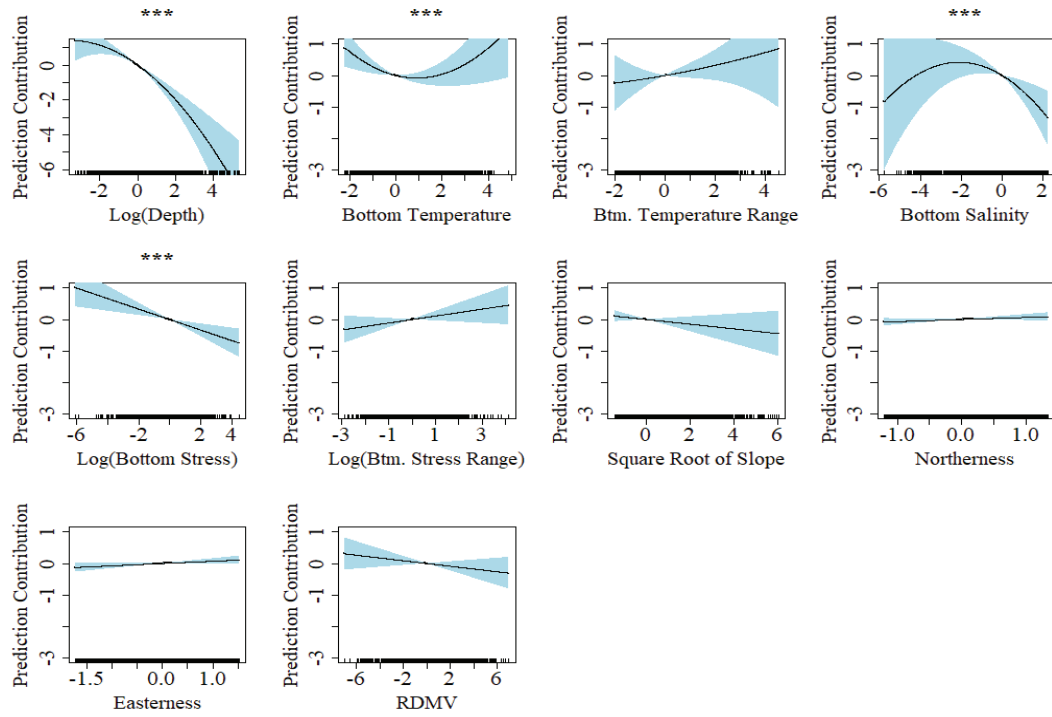 *** *** ***
Prediction Contribution 0 -2 -4 -6
-2 0 2 4
Log(Depth)
Prediction Contribution 1 0 -1 -3
-2 0 2 4
Bottom Temperature
Prediction Contribution 1 0 -1 -3
-2 0 1 2 3 4
Btm. Temperature Range
Prediction Contribution 1 0 -1 -3
-6 -4 -2 0 2
Bottom Salinity
***
Prediction Contribution 1 0 -1 -3
-6 -2 0 2 4
Log(Bottom Stress)
Prediction Contribution 1 0 -1 -3
-3 -1 1 3
Log(Btm. Stress Range)
Prediction Contribution 1 0 -1 -3
0 2 4 6
Square Root of Slope
Prediction Contribution 1 0 -1 -3
-1.0 0.0 1.0
Northerness
Prediction Contribution 1 0 -1 -3
-1.5 0.0 1.0
Easterness
Prediction Contribution 1 0 -1 -3
-6 -2 2 6
RDMV